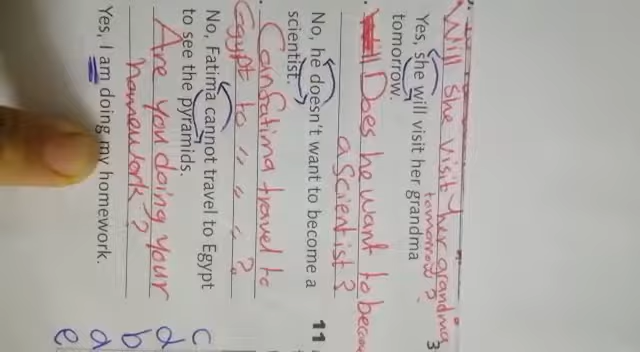 Will she visit her grandma
tomorrow?
3
Yes, she will visit her grandma
tomorrow.
Does he want to becom
a scientist?
No, he doesn't want to become a
scientist.
11
Can fatima travel to
Egypt to " " " ?
No, Fatima cannot travel to Egypt
to see the pyramids.
Are you doing your
homework?
Yes, I am doing my homework.
c
d
b
a
e